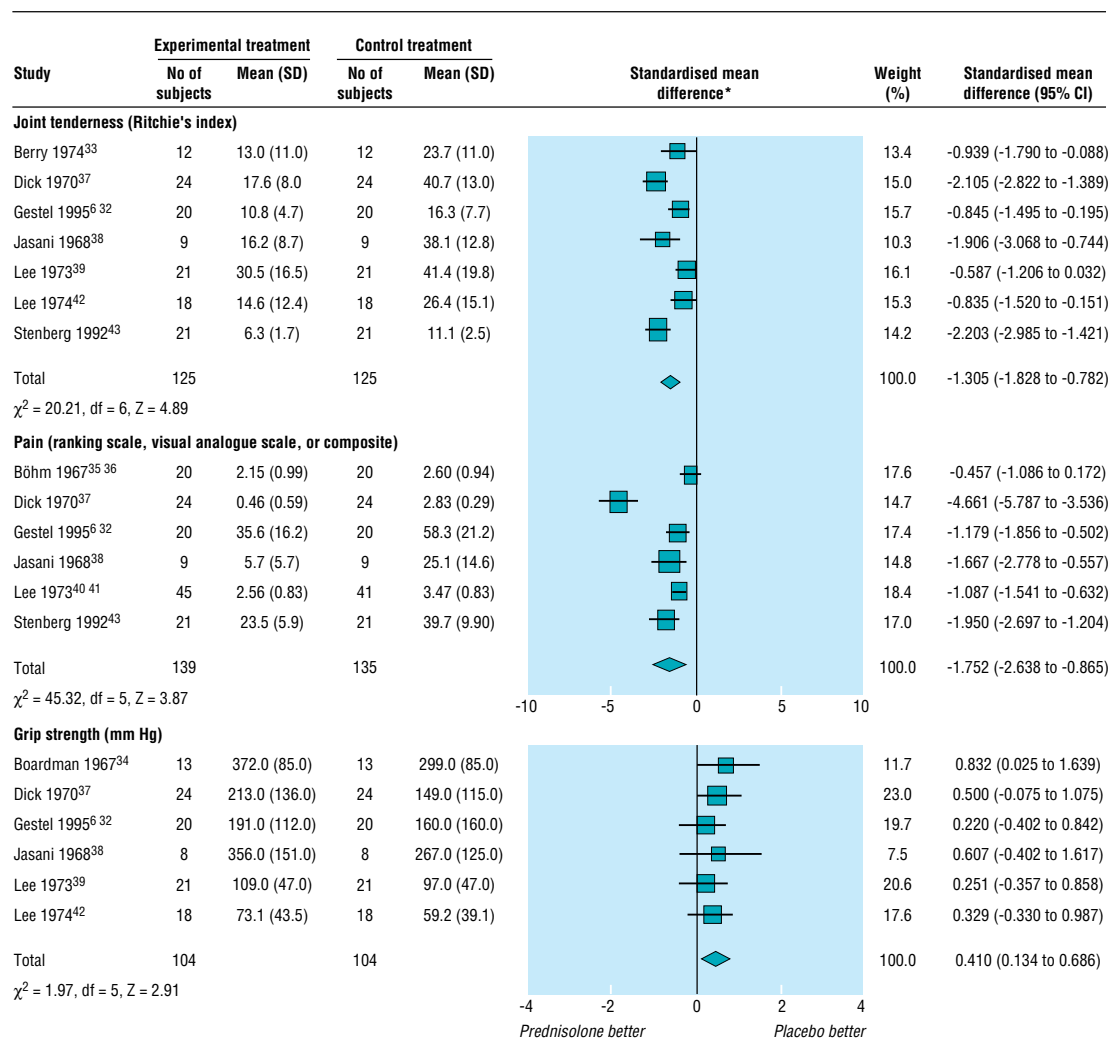 Experimental treatment Control treatment
Study No of subjects Mean (SD) No of subjects Mean (SD) Standardised mean difference* Weight (%) Standardised mean difference (95% CI)
Joint tenderness (Ritchie's index)
Berry 1974³³ 12 13.0 (11.0) 12 23.7 (11.0) 13.4 -0.939 (-1.790 to -0.088)
Dick 1970³⁷ 24 17.6 (8.0 24 40.7 (13.0) 15.0 -2.105 (-2.822 to -1.389)
Gestel 1995⁶ ³² 20 10.8 (4.7) 20 16.3 (7.7) 15.7 -0.845 (-1.495 to -0.195)
Jasani 1968³⁸ 9 16.2 (8.7) 9 38.1 (12.8) 10.3 -1.906 (-3.068 to -0.744)
Lee 1973³⁹ 21 30.5 (16.5) 21 41.4 (19.8) 16.1 -0.587 (-1.206 to 0.032)
Lee 1974⁴² 18 14.6 (12.4) 18 26.4 (15.1) 15.3 -0.835 (-1.520 to -0.151)
Stenberg 1992⁴³ 21 6.3 (1.7) 21 11.1 (2.5) 14.2 -2.203 (-2.985 to -1.421)
Total 125 125 100.0 -1.305 (-1.828 to -0.782)
χ² = 20.21, df = 6, Z = 4.89
Pain (ranking scale, visual analogue scale, or composite)
Böhm 1967³⁵ ³⁶ 20 2.15 (0.99) 20 2.60 (0.94) 17.6 -0.457 (-1.086 to 0.172)
Dick 1970³⁷ 24 0.46 (0.59) 24 2.83 (0.29) 14.7 -4.661 (-5.787 to -3.536)
Gestel 1995⁶ ³² 20 35.6 (16.2) 20 58.3 (21.2) 17.4 -1.179 (-1.856 to -0.502)
Jasani 1968³⁸ 9 5.7 (5.7) 9 25.1 (14.6) 14.8 -1.667 (-2.778 to -0.557)
Lee 1973⁴⁰ ⁴¹ 45 2.56 (0.83) 41 3.47 (0.83) 18.4 -1.087 (-1.541 to -0.632)
Stenberg 1992⁴³ 21 23.5 (5.9) 21 39.7 (9.90) 17.0 -1.950 (-2.697 to -1.204)
Total 139 135 100.0 -1.752 (-2.638 to -0.865)
χ² = 45.32, df = 5, Z = 3.87
-10 -5 0 5 10
Grip strength (mm Hg)
Boardman 1967³⁴ 13 372.0 (85.0) 13 299.0 (85.0) 11.7 0.832 (0.025 to 1.639)
Dick 1970³⁷ 24 213.0 (136.0) 24 149.0 (115.0) 23.0 0.500 (-0.075 to 1.075)
Gestel 1995⁶ ³² 20 191.0 (112.0) 20 160.0 (160.0) 19.7 0.220 (-0.402 to 0.842)
Jasani 1968³⁸ 8 356.0 (151.0) 8 267.0 (125.0) 7.5 0.607 (-0.402 to 1.617)
Lee 1973³⁹ 21 109.0 (47.0) 21 97.0 (47.0) 20.6 0.251 (-0.357 to 0.858)
Lee 1974⁴² 18 73.1 (43.5) 18 59.2 (39.1) 17.6 0.329 (-0.330 to 0.987)
Total 104 104 100.0 0.410 (0.134 to 0.686)
χ² = 1.97, df = 5, Z = 2.91
-4 -2 0 2 4
Prednisolone better Placebo better